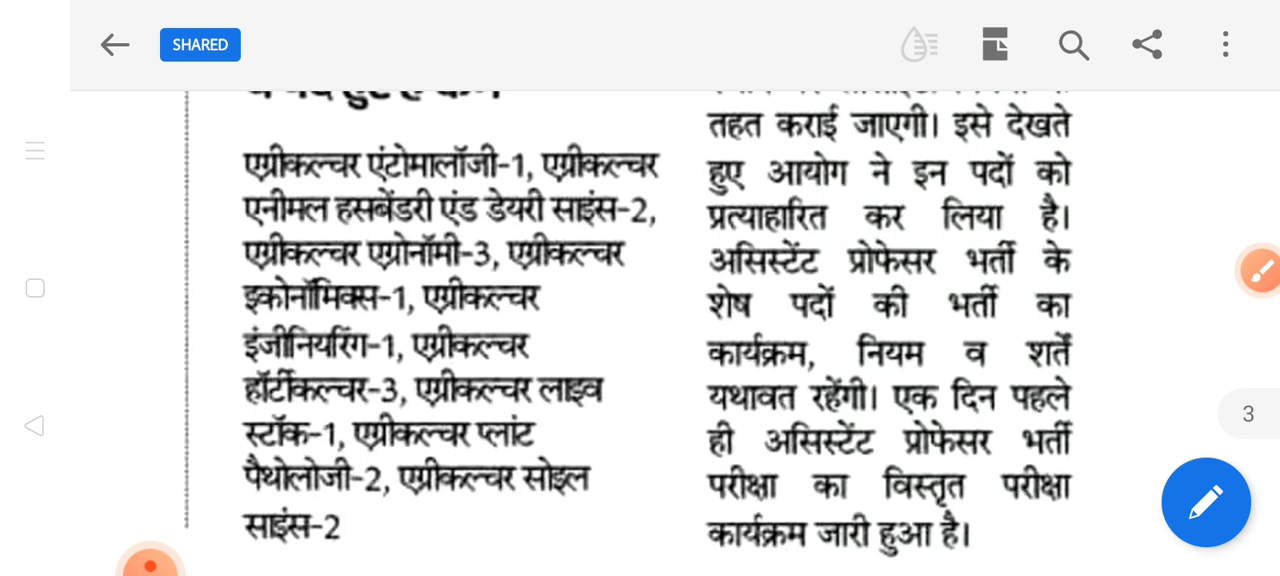 SHARED
एग्रीकल्चर एंटोमालॉजी-1, एग्रीकल्चर
एनीमल हसबेंडरी एंड डेयरी साइंस-2,
एग्रीकल्चर एग्रोनॉमी-3, एग्रीकल्चर
इकोनॉमिक्स-1, एग्रीकल्चर
इंजीनियरिंग-1, एग्रीकल्चर
हॉर्टीकल्चर-3, एग्रीकल्चर लाइव
स्टॉक-1, एग्रीकल्चर प्लांट
पैथोलोजी-2, एग्रीकल्चर सोइल
साइंस-2
तहत कराई जाएगी। इसे देखते
हुए आयोग ने इन पदों को
प्रत्याहारित कर लिया है।
असिस्टेंट प्रोफेसर भर्ती के
शेष पदों की भर्ती का
कार्यक्रम, नियम व शर्तें
यथावत रहेंगी। एक दिन पहले
ही असिस्टेंट प्रोफेसर भर्ती
परीक्षा का विस्तृत परीक्षा
कार्यक्रम जारी हुआ है।
3